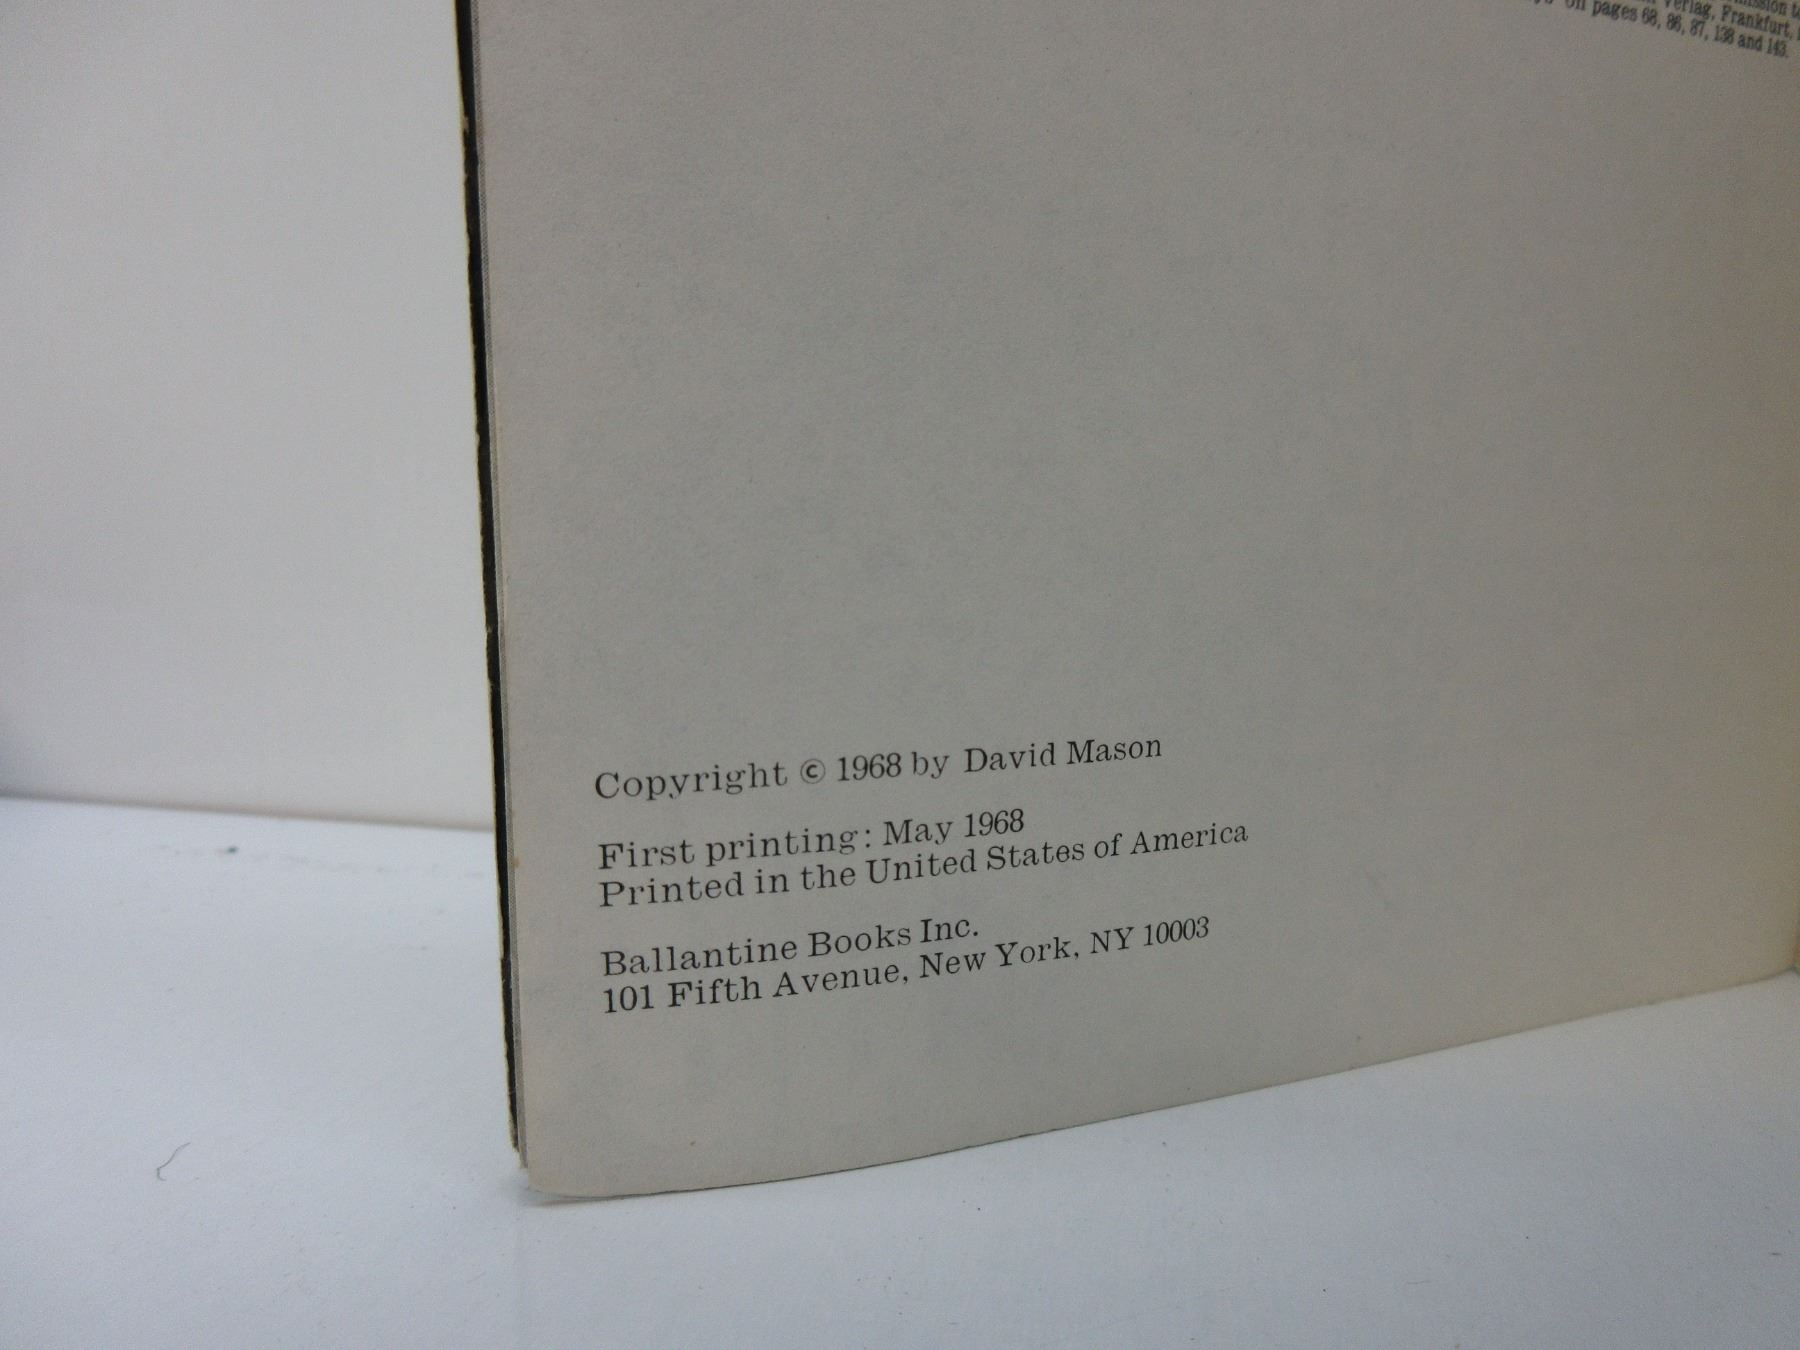 Verlag, Frankfurt,
on pages 68, 86, 87, 138 and 143.
Copyright © 1968 by David Mason
First printing: May 1968
Printed in the United States of America
Ballantine Books Inc.
101 Fifth Avenue, New York, NY 10003